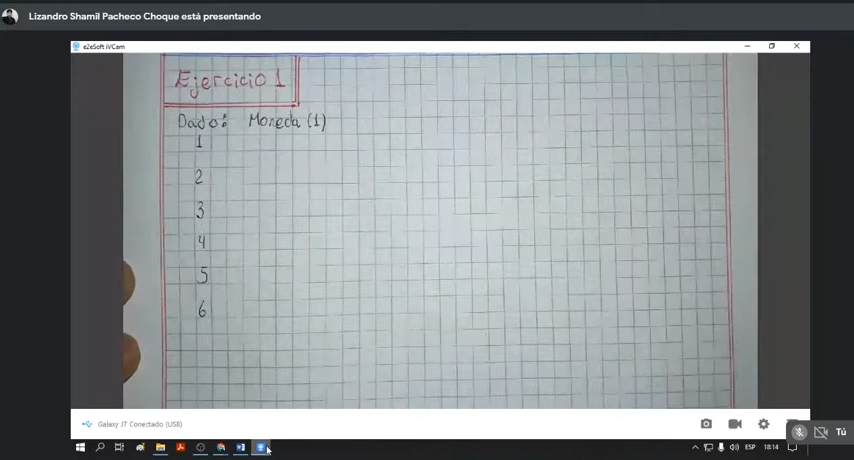 Lizandro Shamil Pacheco Choque está presentando
e2eSoft iVCam
Ejercicio 1
Dado: Moneda (1)
1
2
3
4
5
6
Galaxy J7 Conectado (USB)
Tú
ESP
18:14